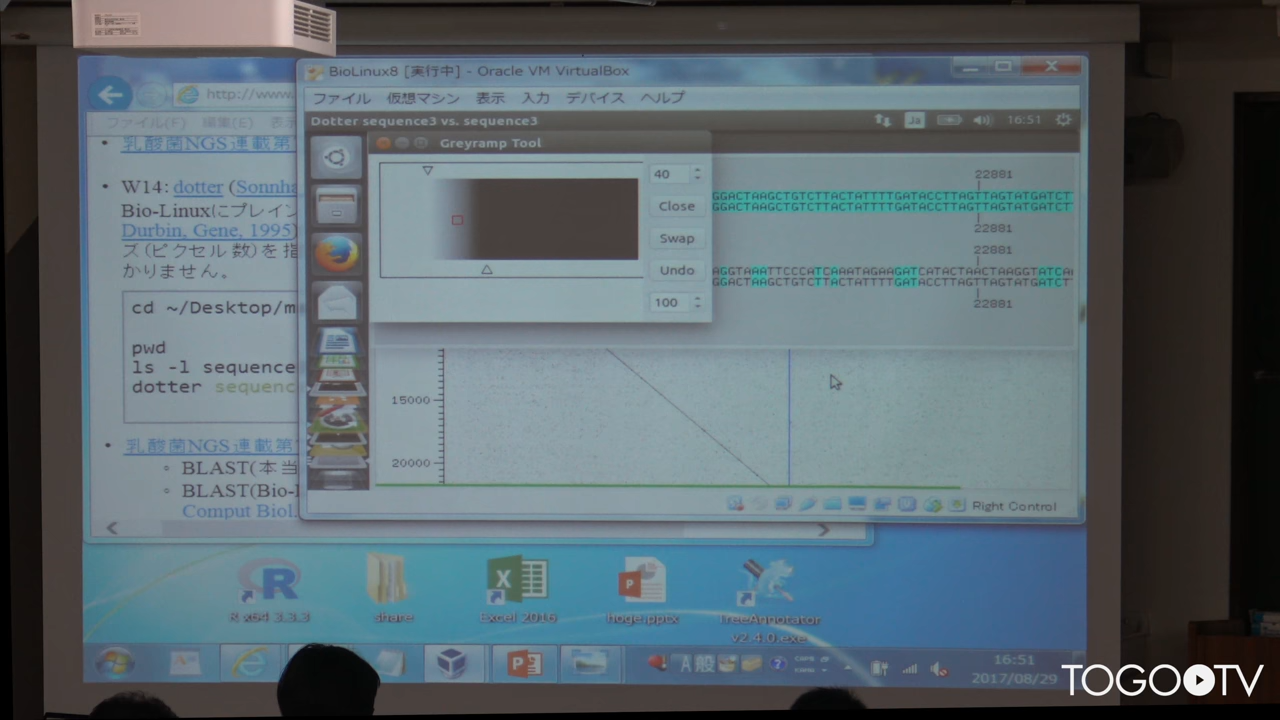 BioLinux8 [実行中] - Oracle VM VirtualBox
http://www.
ファイル 仮想マシン 表示 入力 デバイス ヘルプ
ファイル(F) 編集(E) 表示
Dotter sequence3 vs. sequence3
Ja
16:51
乳酸菌NGS連載第
Greyramp Tool
40
Close
Swap
Undo
100
22881
GGACTAAGCTGTCTTACTATTTTGATACCTTAGTTAGTATGATCT
GGACTAAGCTGTCTTACTATTTTGATACCTTAGTTAGTATGATCT
22881
22881
AGGTAAATTCCCATCAAATAGAAGATCATACTAACTAAGGTATCA
GGACTAAGCTGTCTTACTATTTTGATACCTTAGTTAGTATGATCT
22881
W14: dotter (Sonnha
Bio-Linuxにプレイン
Durbin, Gene, 1995)
ズ(ピクセル数)を指
かりません。
cd ~/Desktop/m
pwd
ls -l sequence
dotter sequenc
15000
20000
乳酸菌NGS連載第
BLAST(本当
BLAST(Bio-L
Comput Biol.
Right Control
R x64 3.3.3
share
Excel 2016
hoge.pptx
TreeAnnotator
v2.4.0.exe
A 般
CAPS
KANA
16:51
2017/08/29
TOGO TV